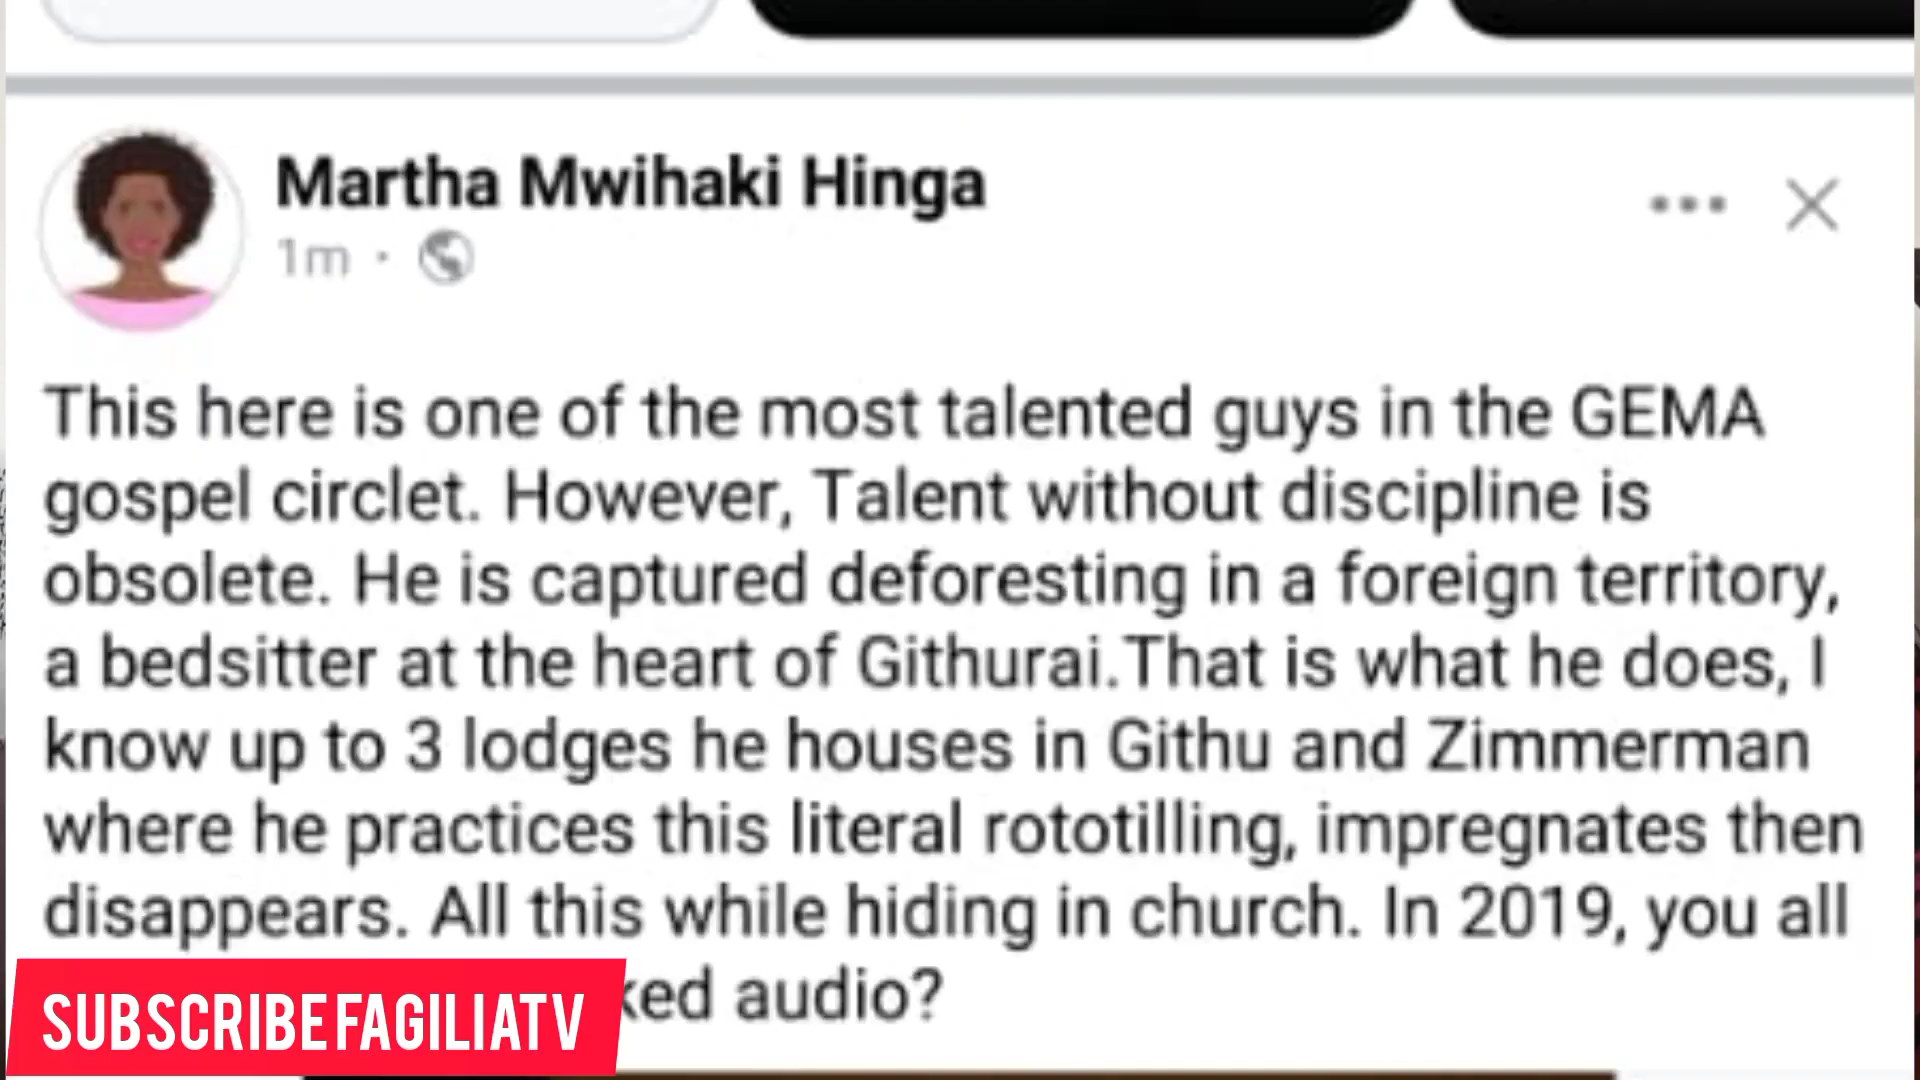 Martha Mwihaki Hinga
1m ·
This here is one of the most talented guys in the GEMA
gospel circlet. However, Talent without discipline is
obsolete. He is captured deforesting in a foreign territory,
a bedsitter at the heart of Githurai.That is what he does, I
know up to 3 lodges he houses in Githu and Zimmerman
where he practices this literal rototilling, impregnates then
disappears. All this while hiding in church. In 2019, you all
audio?
SUBSCRIBE FAGILIATV